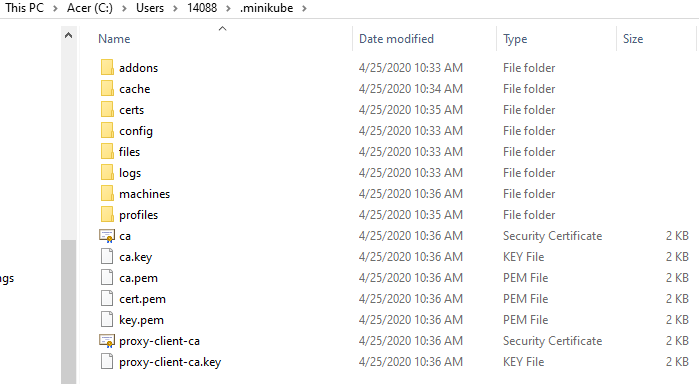 This PC > Acer (C:) > Users > 14088 > .minikube >
Name Date modified Type Size
addons 4/25/2020 10:33 AM File folder
cache 4/25/2020 10:34 AM File folder
certs 4/25/2020 10:35 AM File folder
config 4/25/2020 10:33 AM File folder
files 4/25/2020 10:33 AM File folder
logs 4/25/2020 10:33 AM File folder
machines 4/25/2020 10:36 AM File folder
profiles 4/25/2020 10:35 AM File folder
ca 4/25/2020 10:36 AM Security Certificate 2 KB
ca.key 4/25/2020 10:36 AM KEY File 2 KB
ngs
ca.pem 4/25/2020 10:36 AM PEM File 2 KB
cert.pem 4/25/2020 10:36 AM PEM File 2 KB
key.pem 4/25/2020 10:36 AM PEM File 2 KB
proxy-client-ca 4/25/2020 10:36 AM Security Certificate 2 KB
proxy-client-ca.key 4/25/2020 10:36 AM KEY File 2 KB